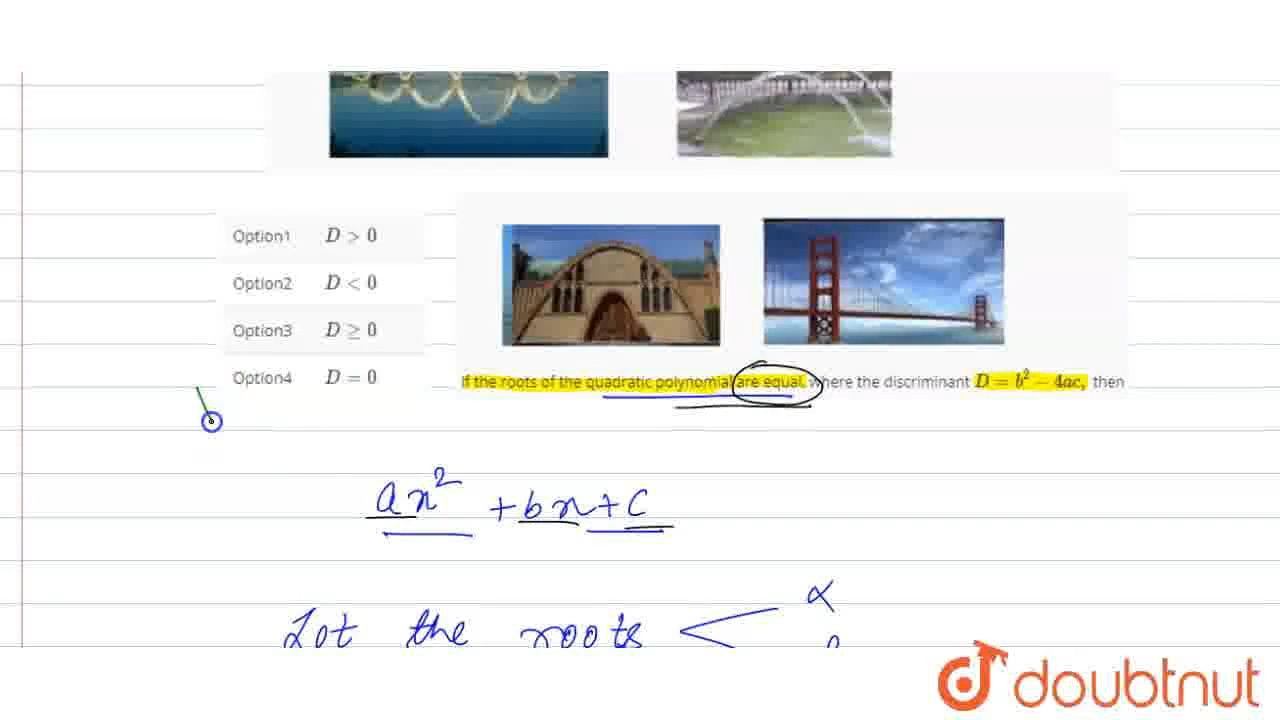 Option1 D > 0
Option2 D < 0
Option3 D ≥ 0
Option4 D = 0
If the roots of the quadratic polynomial are equal, where the discriminant D = b² − 4ac, then
ax² + bx + c
Let the roots α
doubtnut